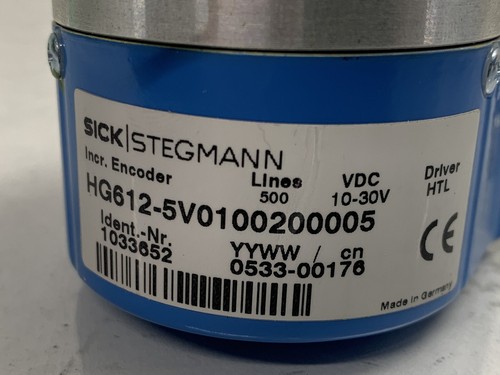 SICK|STEGMANN
Incr. Encoder Lines VDC Driver
500 10-30V HTL
HG612-5V0100200005
Ident.-Nr. YYWW / cn
1033652 0533-00176
CE
Made in Germany